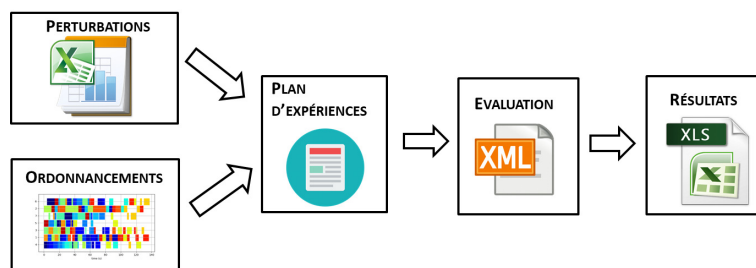 PERTURBATIONS
ORDONNANCEMENTS
PLAN
D'EXPÉRIENCES
EVALUATION
XML
RÉSULTATS
XLS